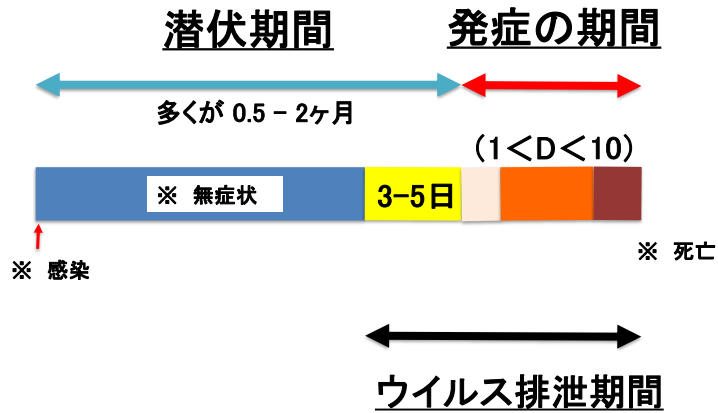 潜伏期間
発症の期間
多くが 0.5 – 2ヶ月
(1＜D＜10)
※ 無症状
3–5日
※ 感染
※ 死亡
ウイルス排泄期間